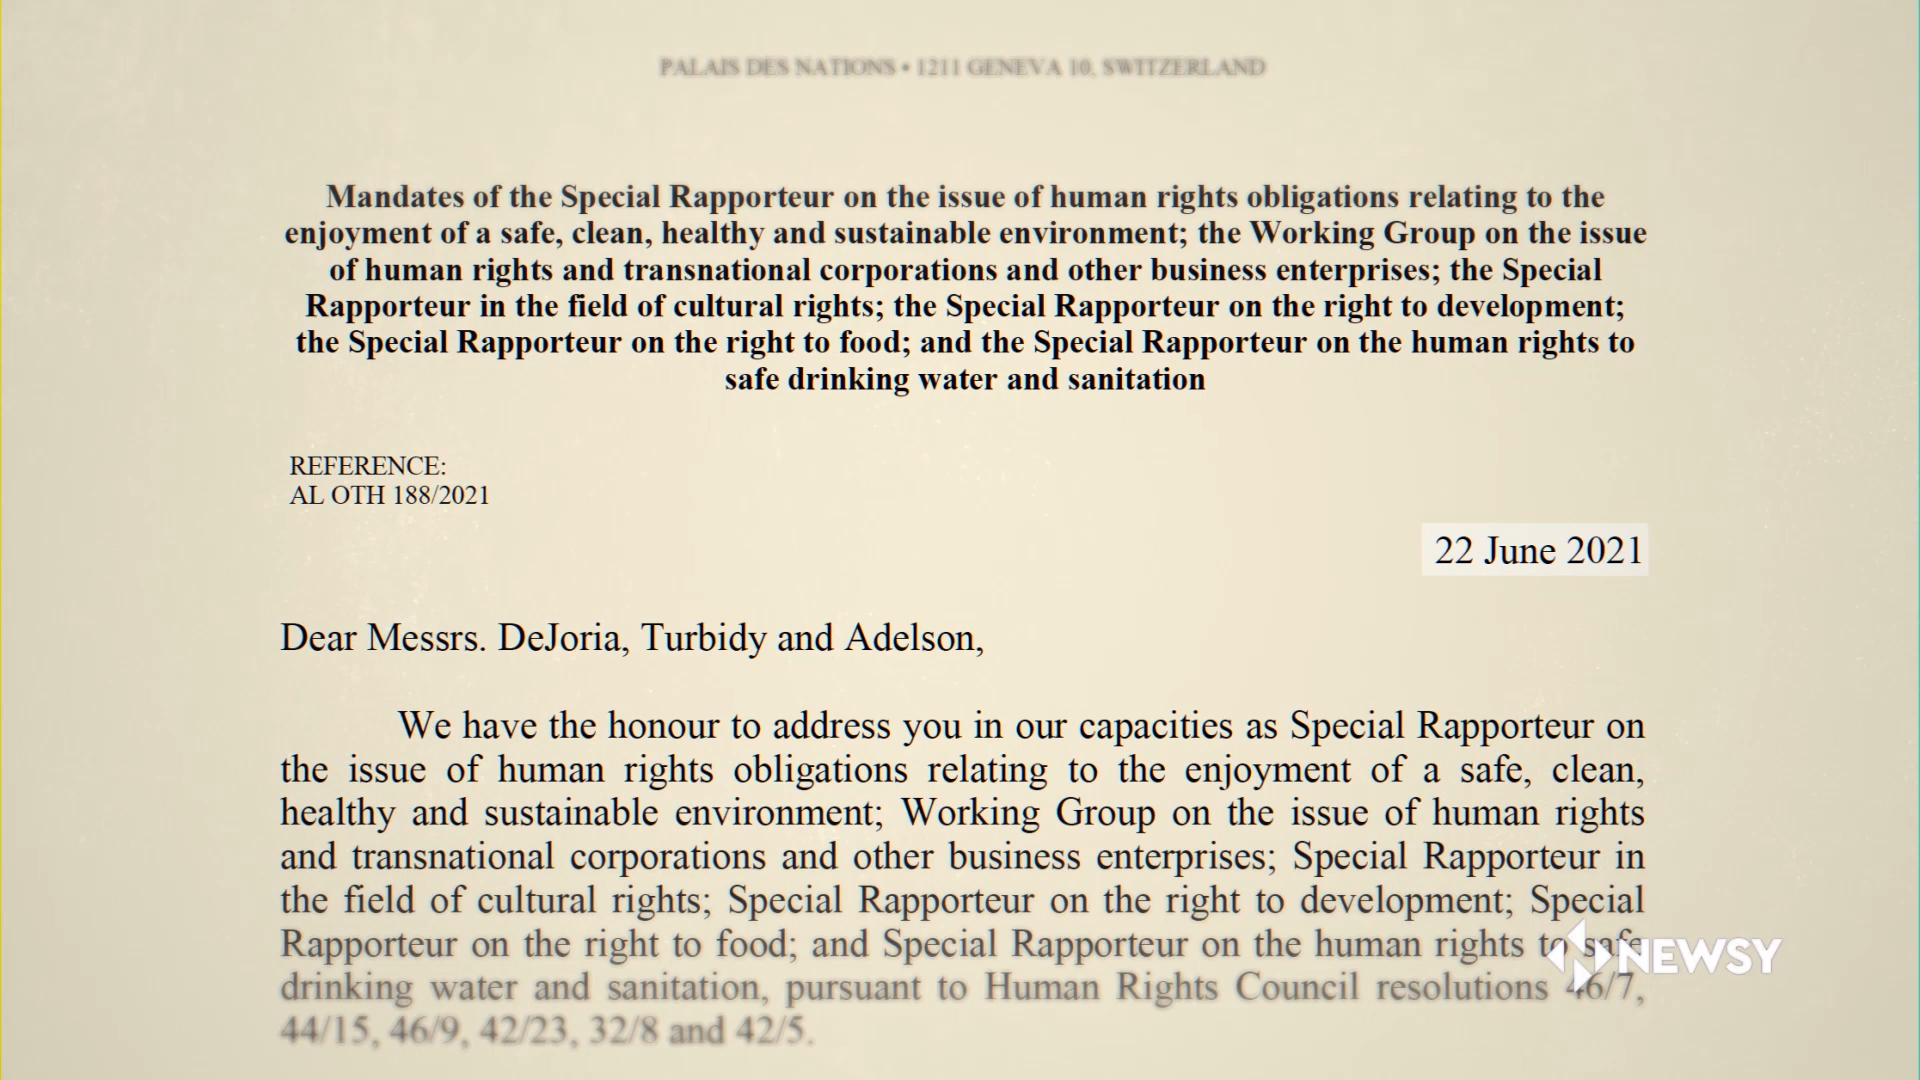 PALAIS DES NATIONS • 1211 GENEVA 10, SWITZERLAND
Mandates of the Special Rapporteur on the issue of human rights obligations relating to the
enjoyment of a safe, clean, healthy and sustainable environment; the Working Group on the issue
of human rights and transnational corporations and other business enterprises; the Special
Rapporteur in the field of cultural rights; the Special Rapporteur on the right to development;
the Special Rapporteur on the right to food; and the Special Rapporteur on the human rights to
safe drinking water and sanitation
REFERENCE:
AL OTH 188/2021
22 June 2021
Dear Messrs. DeJoria, Turbidy and Adelson,
We have the honour to address you in our capacities as Special Rapporteur on
the issue of human rights obligations relating to the enjoyment of a safe, clean,
healthy and sustainable environment; Working Group on the issue of human rights
and transnational corporations and other business enterprises; Special Rapporteur in
the field of cultural rights; Special Rapporteur on the right to development; Special
Rapporteur on the right to food; and Special Rapporteur on the human rights to safe
drinking water and sanitation, pursuant to Human Rights Council resolutions 46/7,
44/15, 46/9, 42/23, 32/8 and 42/5.
NEWSY